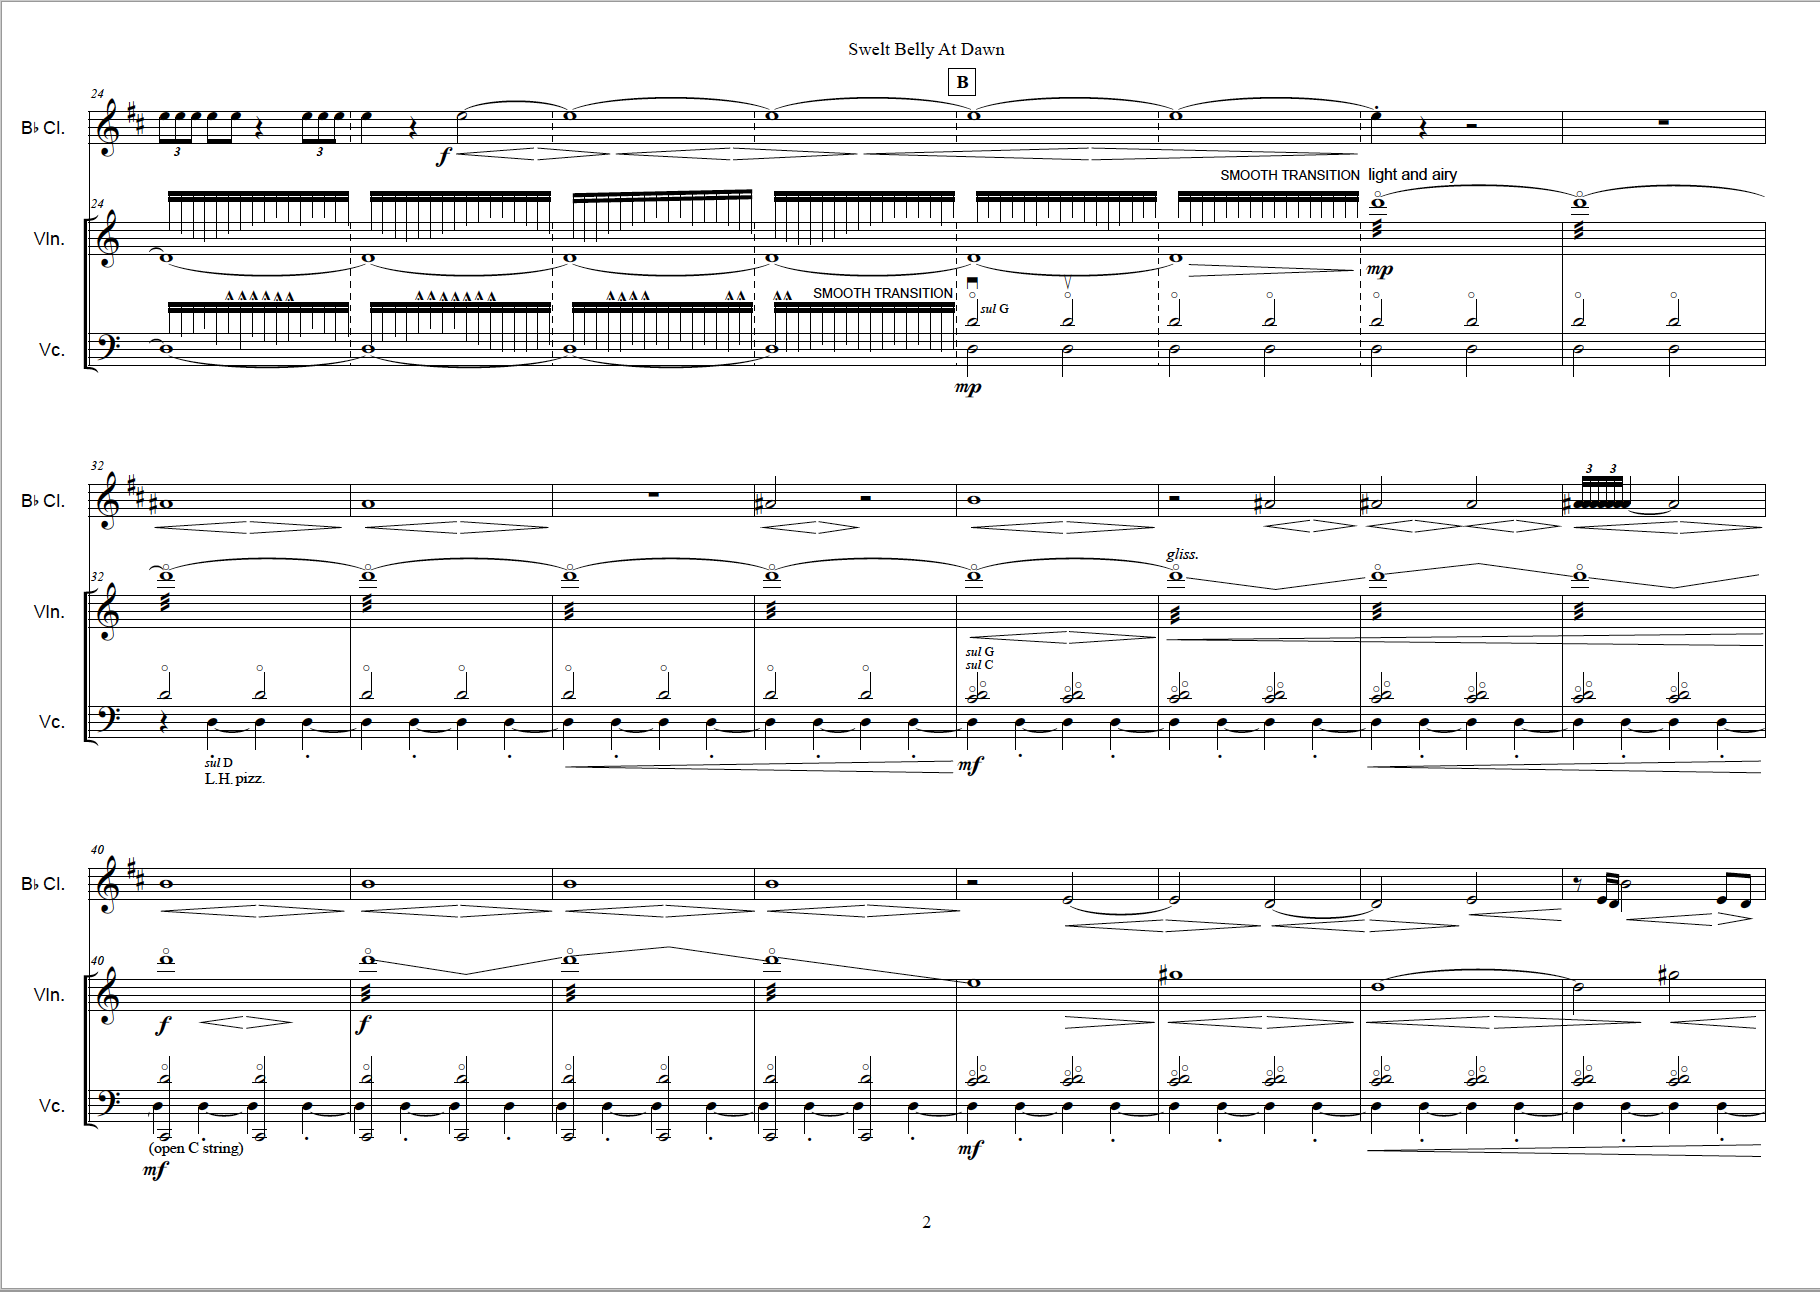 Swelt Belly At Dawn
B
24
B♭ Cl.
3
3
f
SMOOTH TRANSITION light and airy
24
Vln.
mp
SMOOTH TRANSITION
sul G
Vc.
mp
32
B♭ Cl.
3 3
gliss.
32
Vln.
sul G
sul C
Vc.
sul D
L.H. pizz.
mf
40
B♭ Cl.
40
Vln.
f
f
Vc.
(open C string)
mf
mf
2